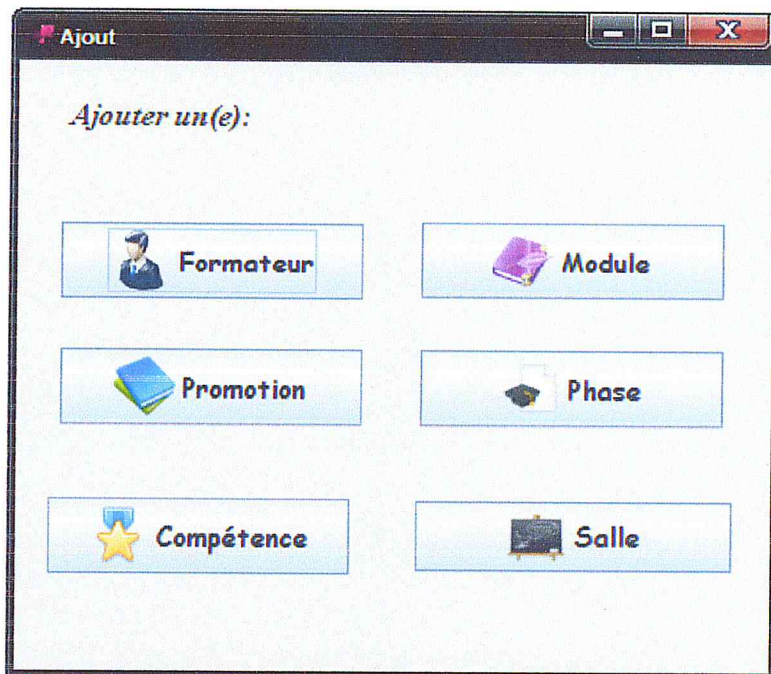 Ajout
Ajouter un(e):
Formateur
Module
Promotion
Phase
Compétence
Salle